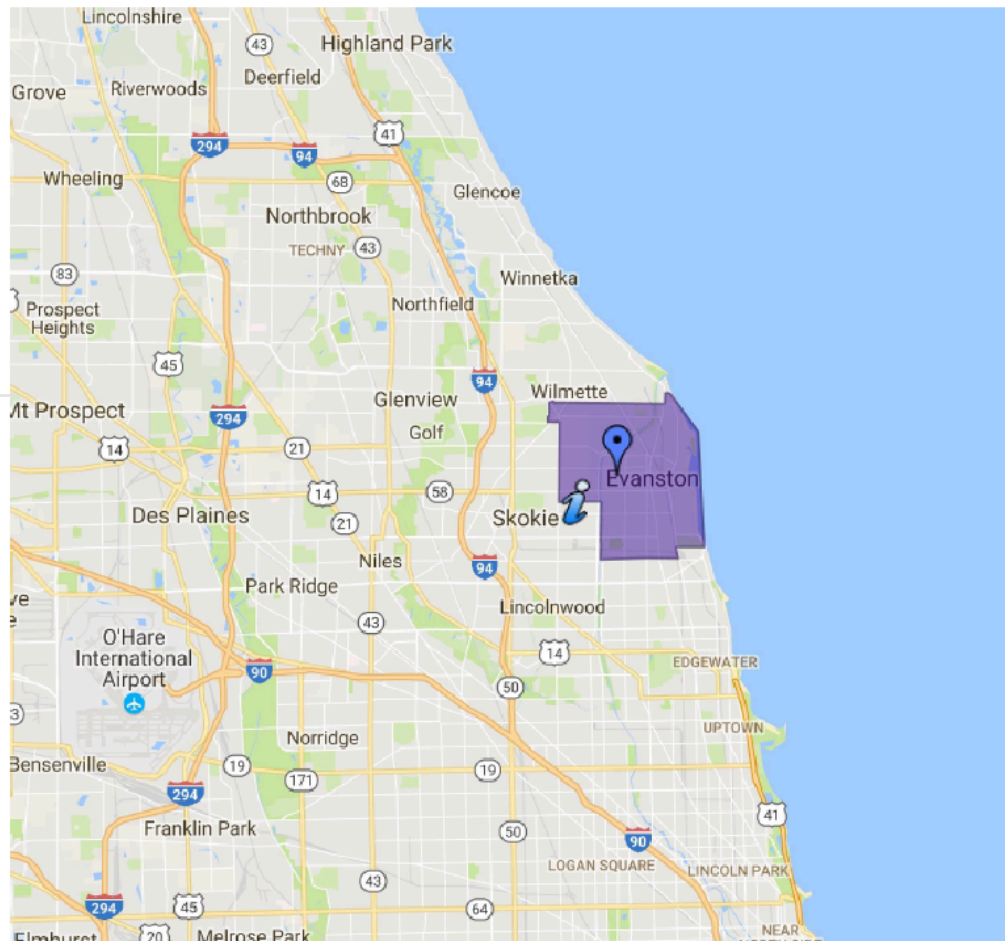 Lincolnshire
43
Highland Park
Deerfield
Grove
Riverwoods
41
294
94
Wheeling
68
Glencoe
Northbrook
TECHNY
43
83
Winnetka
Northfield
Prospect
Heights
45
94
Wilmette
Glenview
Mt Prospect
294
Golf
14
21
Evanston
58
14
Des Plaines
21
Skokie
Niles
94
Park Ridge
Lincolnwood
43
O'Hare
International
Airport
14
EDGEWATER
90
50
UPTOWN
Norridge
Bensenville
19
171
19
294
41
Franklin Park
50
90
LOGAN SQUARE
LINCOLN PARK
43
294
45
64
Elmhurst
20
Melrose Park
NEAR